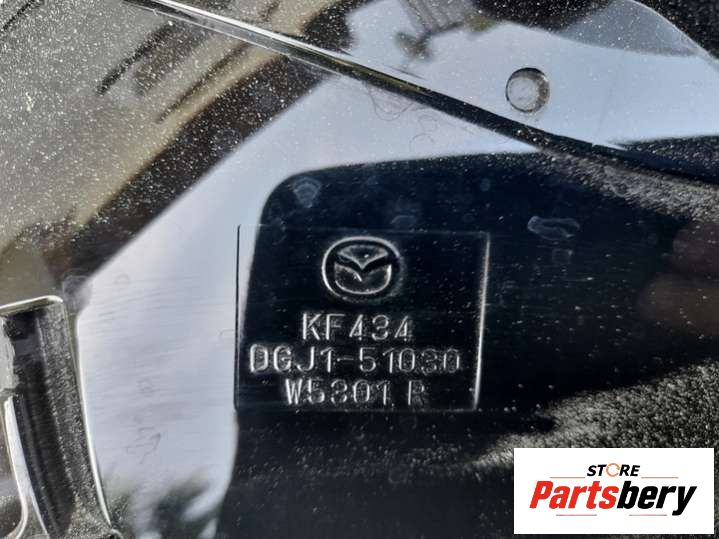 KF434
DGJ1-51030
W5301 R
STORE
Partsbery